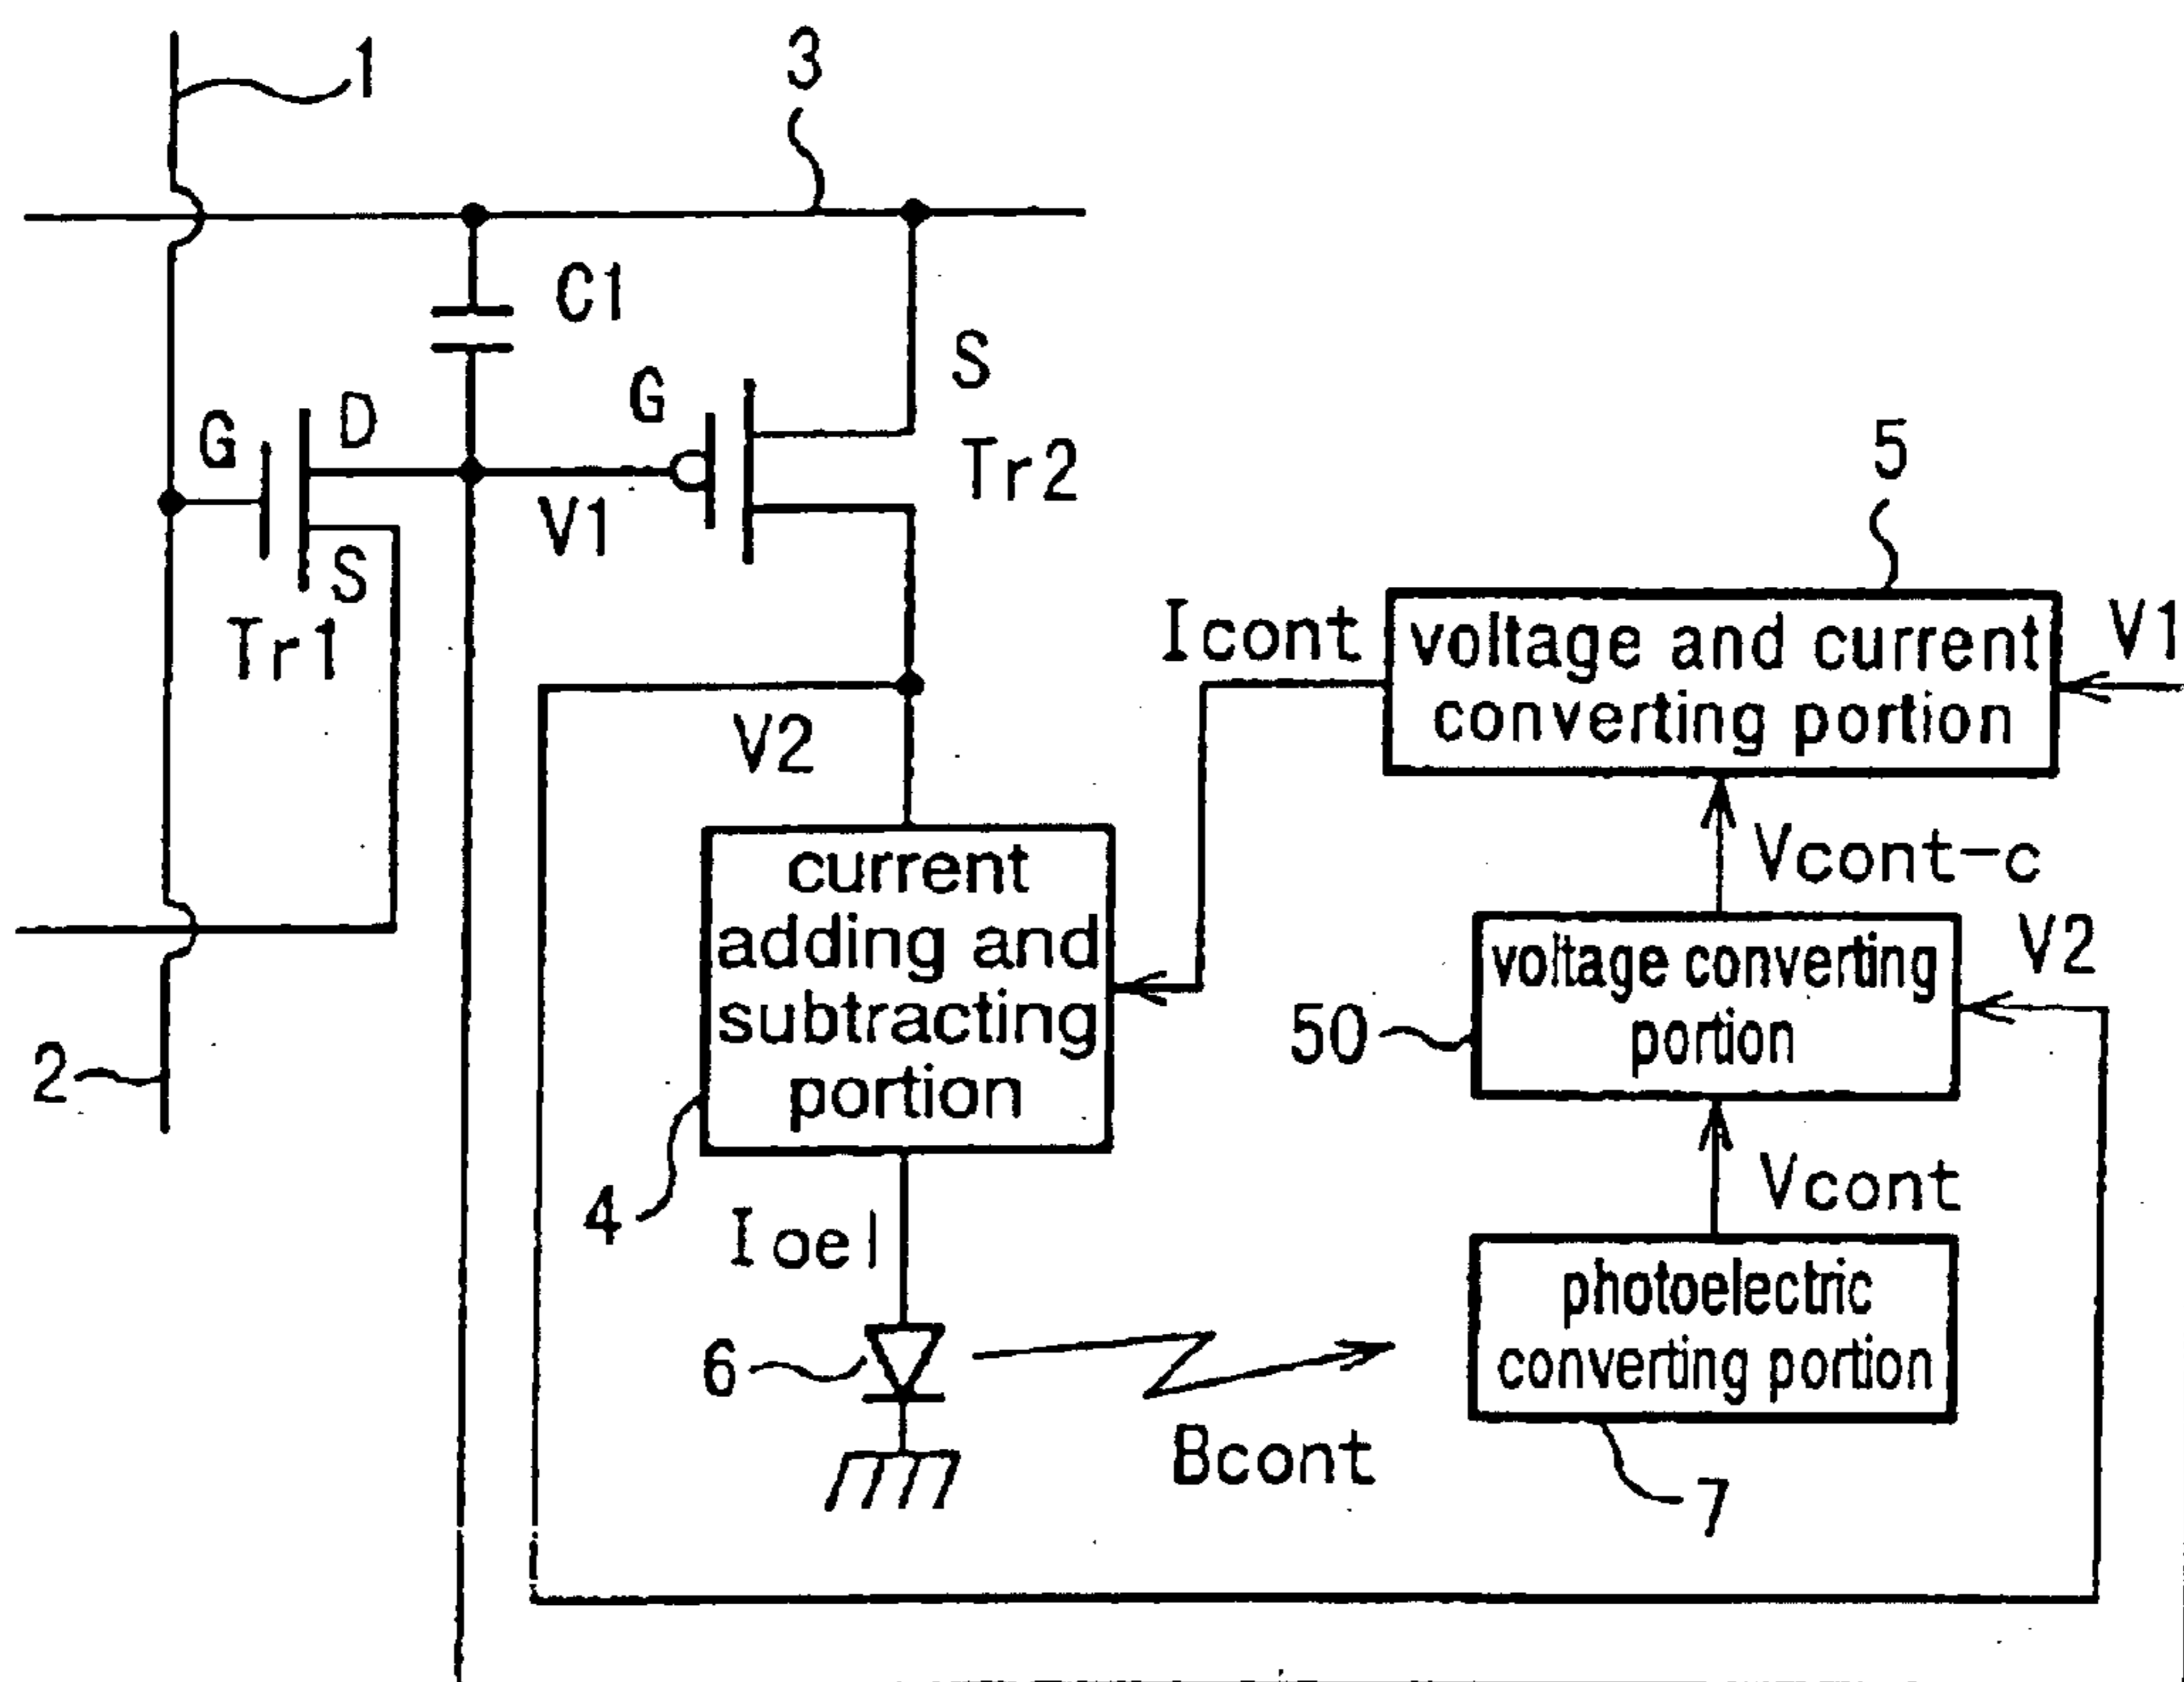 1
3
C1
G
D
S
Tr1
V1
G
S
Tr2
5
Icont
voltage and current
converting portion
V1
V2
Vcont-c
current
adding and
subtracting
portion
4
voltage converting
portion
50
V2
2
Vcont
Ioel
6
photoelectric
converting portion
Bcont
7